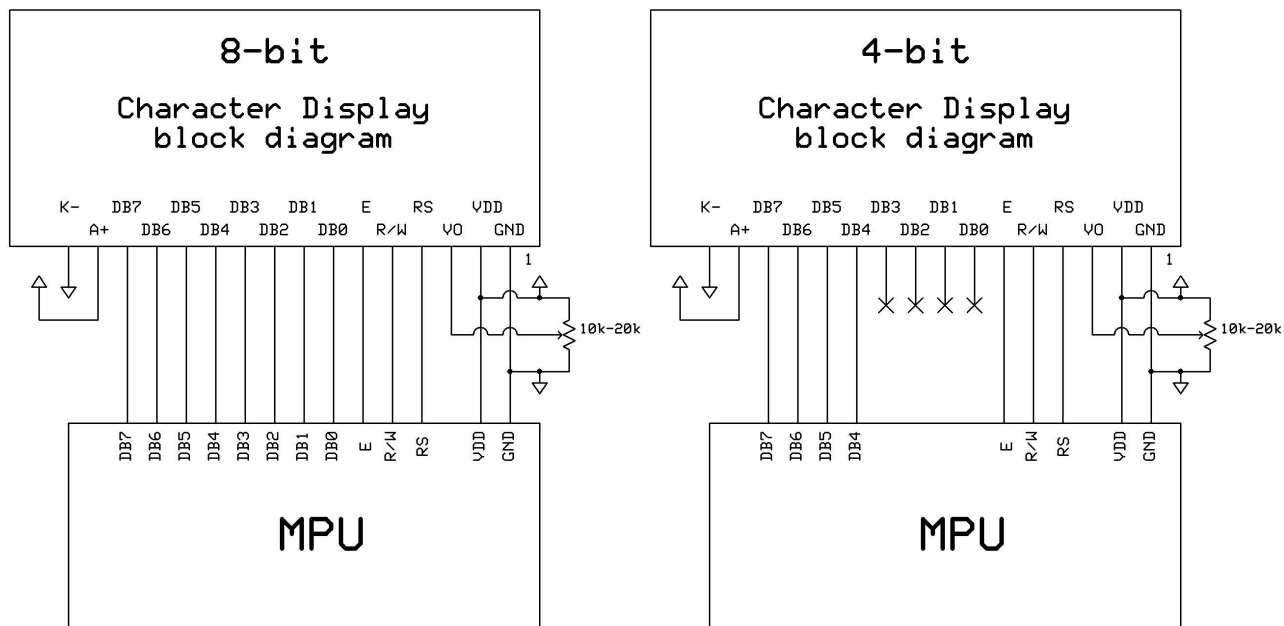 8-bit
Character Display
block diagram
K- DB7 DB5 DB3 DB1 E RS VDD
A+ DB6 DB4 DB2 DB0 R/W VO GND
1
10k-20k
DB7 DB6 DB5 DB4 DB3 DB2 DB1 DB0 E R/W RS VDD GND
MPU
4-bit
Character Display
block diagram
K- DB7 DB5 DB3 DB1 E RS VDD
A+ DB6 DB4 DB2 DB0 R/W VO GND
1
10k-20k
DB7 DB6 DB5 DB4 E R/W RS VDD GND
MPU